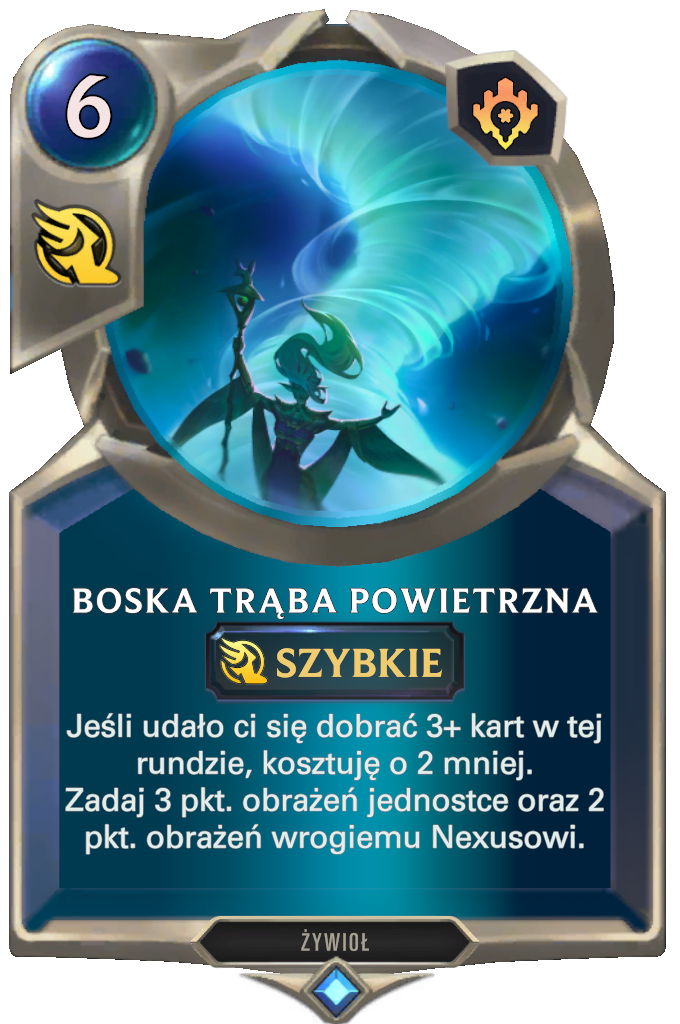 6
BOSKA TRĄBA POWIETRZNA
SZYBKIE
Jeśli udało ci się dobrać 3+ kart w tej
rundzie, kosztuję o 2 mniej.
Zadaj 3 pkt. obrażeń jednostce oraz 2
pkt. obrażeń wrogiemu Nexusowi.
ŻYWIOŁ